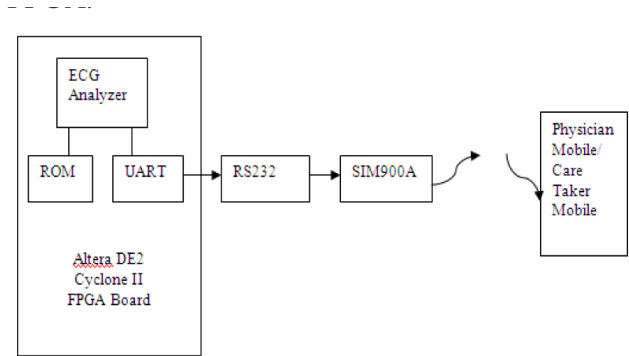 ECG
Analyzer
ROM
UART
RS232
SIM900A
Physician
Mobile/
Care
Taker
Mobile
Altera DE2
Cyclone II
FPGA Board